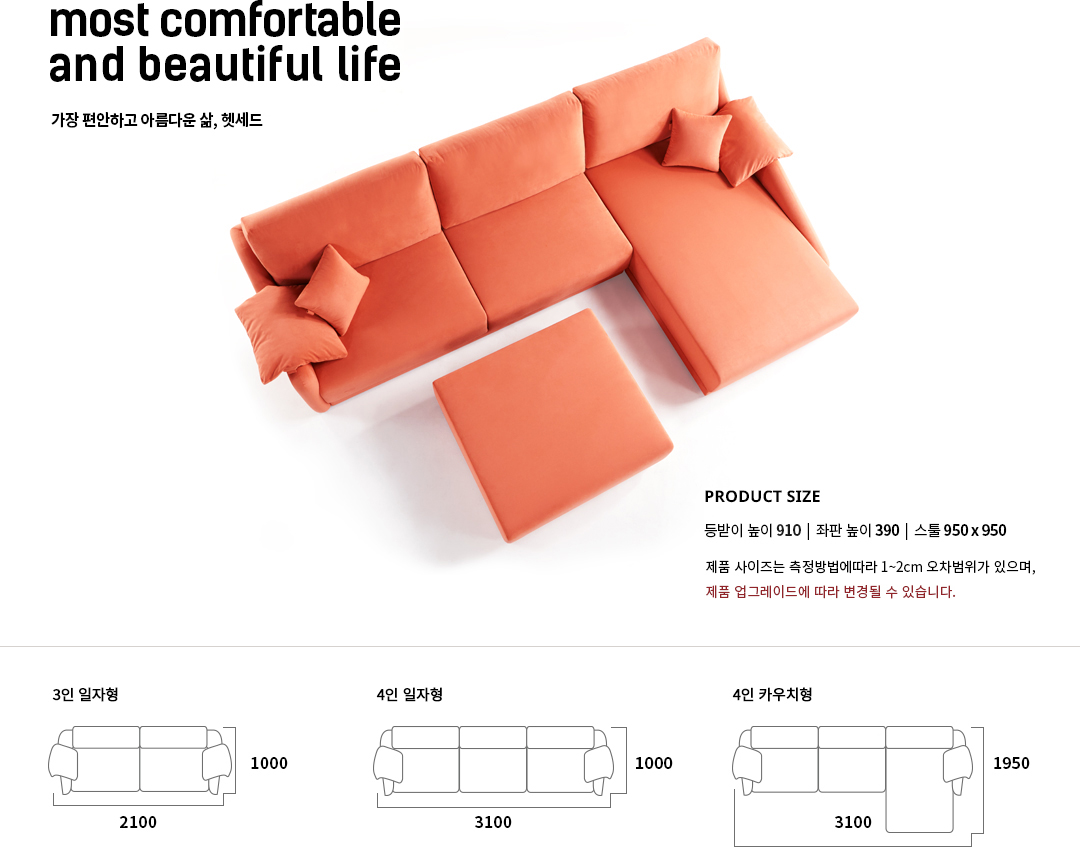 most comfortable
and beautiful life
가장 편안하고 아름다운 삶, 헷세드
PRODUCT SIZE
등받이 높이 910 | 좌판 높이 390 | 스툴 950 x 950
제품 사이즈는 측정방법에따라 1~2cm 오차범위가 있으며,
제품 업그레이드에 따라 변경될 수 있습니다.
3인 일자형
1000
2100
4인 일자형
1000
3100
4인 카우치형
1950
3100